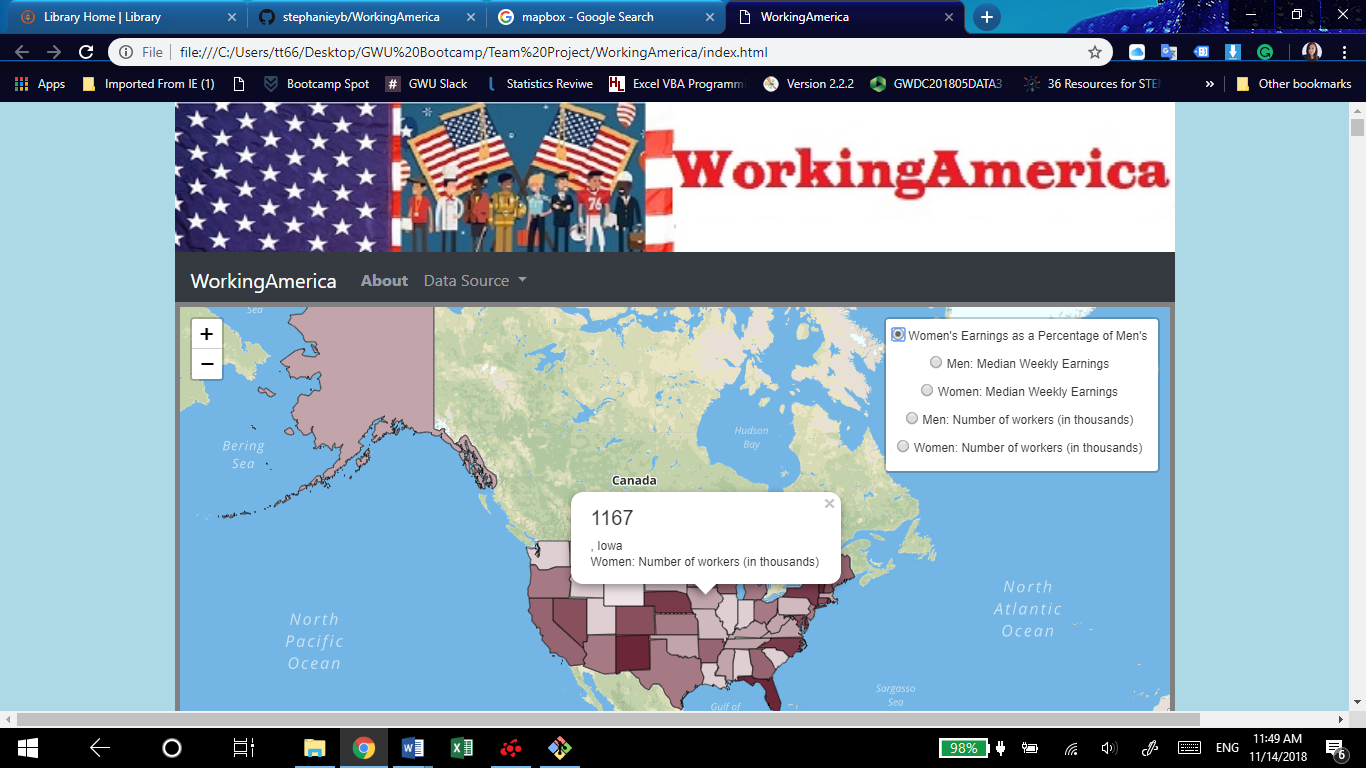 Library Home | Library
stephanieyb/WorkingAmerica
mapbox - Google Search
WorkingAmerica
File
file:///C:/Users/tt66/Desktop/GWU%20Bootcamp/Team%20Project/WorkingAmerica/index.html
Apps
Imported From IE (1)
Bootcamp Spot
GWU Slack
Statistics Reviwe
Excel VBA Programm
Version 2.2.2
GWDC201805DATA3
36 Resources for STE
»
Other bookmarks
76
WorkingAmerica
WorkingAmerica
About
Data Source
+
−
Sea
Women's Earnings as a Percentage of Men's
Men: Median Weekly Earnings
Women: Median Weekly Earnings
Men: Number of workers (in thousands)
Women: Number of workers (in thousands)
Bering
Sea
Hudson
Bay
Canada
×
1167
, Iowa
Women: Number of workers (in thousands)
North
Pacific
Ocean
North
Atlantic
Ocean
Sargasso
Sea
Gulf of
98%
ENG
11:49 AM
11/14/2018
6